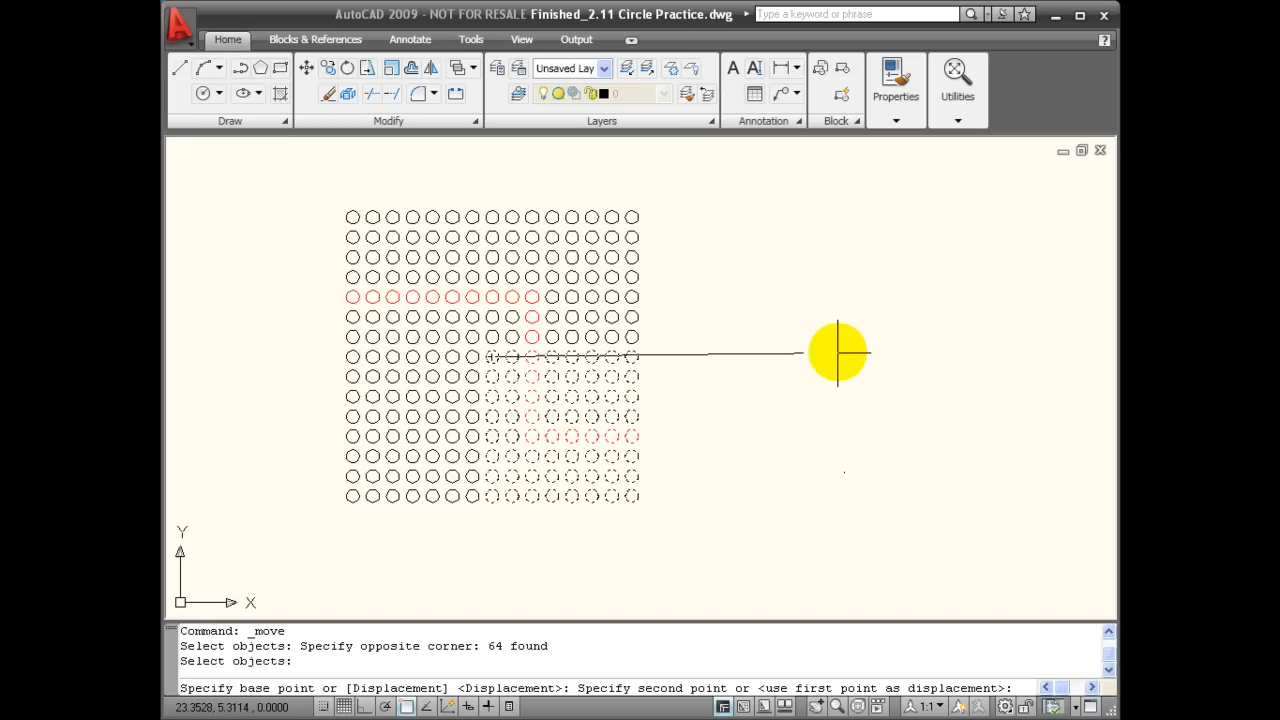 AutoCAD 2009 - NOT FOR RESALE Finished_2.11 Circle Practice.dwg
Type a keyword or phrase
Home Blocks & References Annotate Tools View Output
Unsaved Lay
0
Properties Utilities
Draw Modify Layers Annotation Block
Y
X
Command: _move
Select objects: Specify opposite corner: 64 found
Select objects:
Specify base point or [Displacement] <Displacement>: Specify second point or <use first point as displacement>:
23.3528, 5.3114, 0.0000
1:1